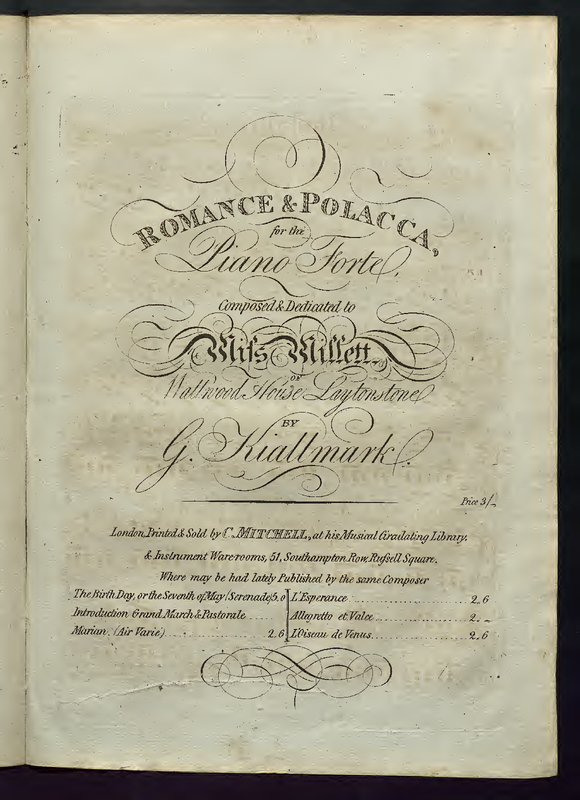 ROMANCE & POLACCA,
for the
Piano Forte,
Composed & Dedicated to
Miſs Millett,
OF
Wallwood House Laytonstone
BY
G. Kiallmark.
Price 3/-
London, Printed & Sold by C. MITCHELL, at his Musical Circulating Library,
& Instrument Warerooms, 51, Southampton Row, Ruſsell Square.
Where may be had lately Published by the same Composer
The Birth Day, or the Seventh of May (Serenade) 5.0
Introduction Grand March & Pastorale ....
Marian. (Air Varie) .... 2.6
L'Esperance .... 2.6
Allegretto et Valce .... 2.-
L'Oiseau de Venus .... 2.6